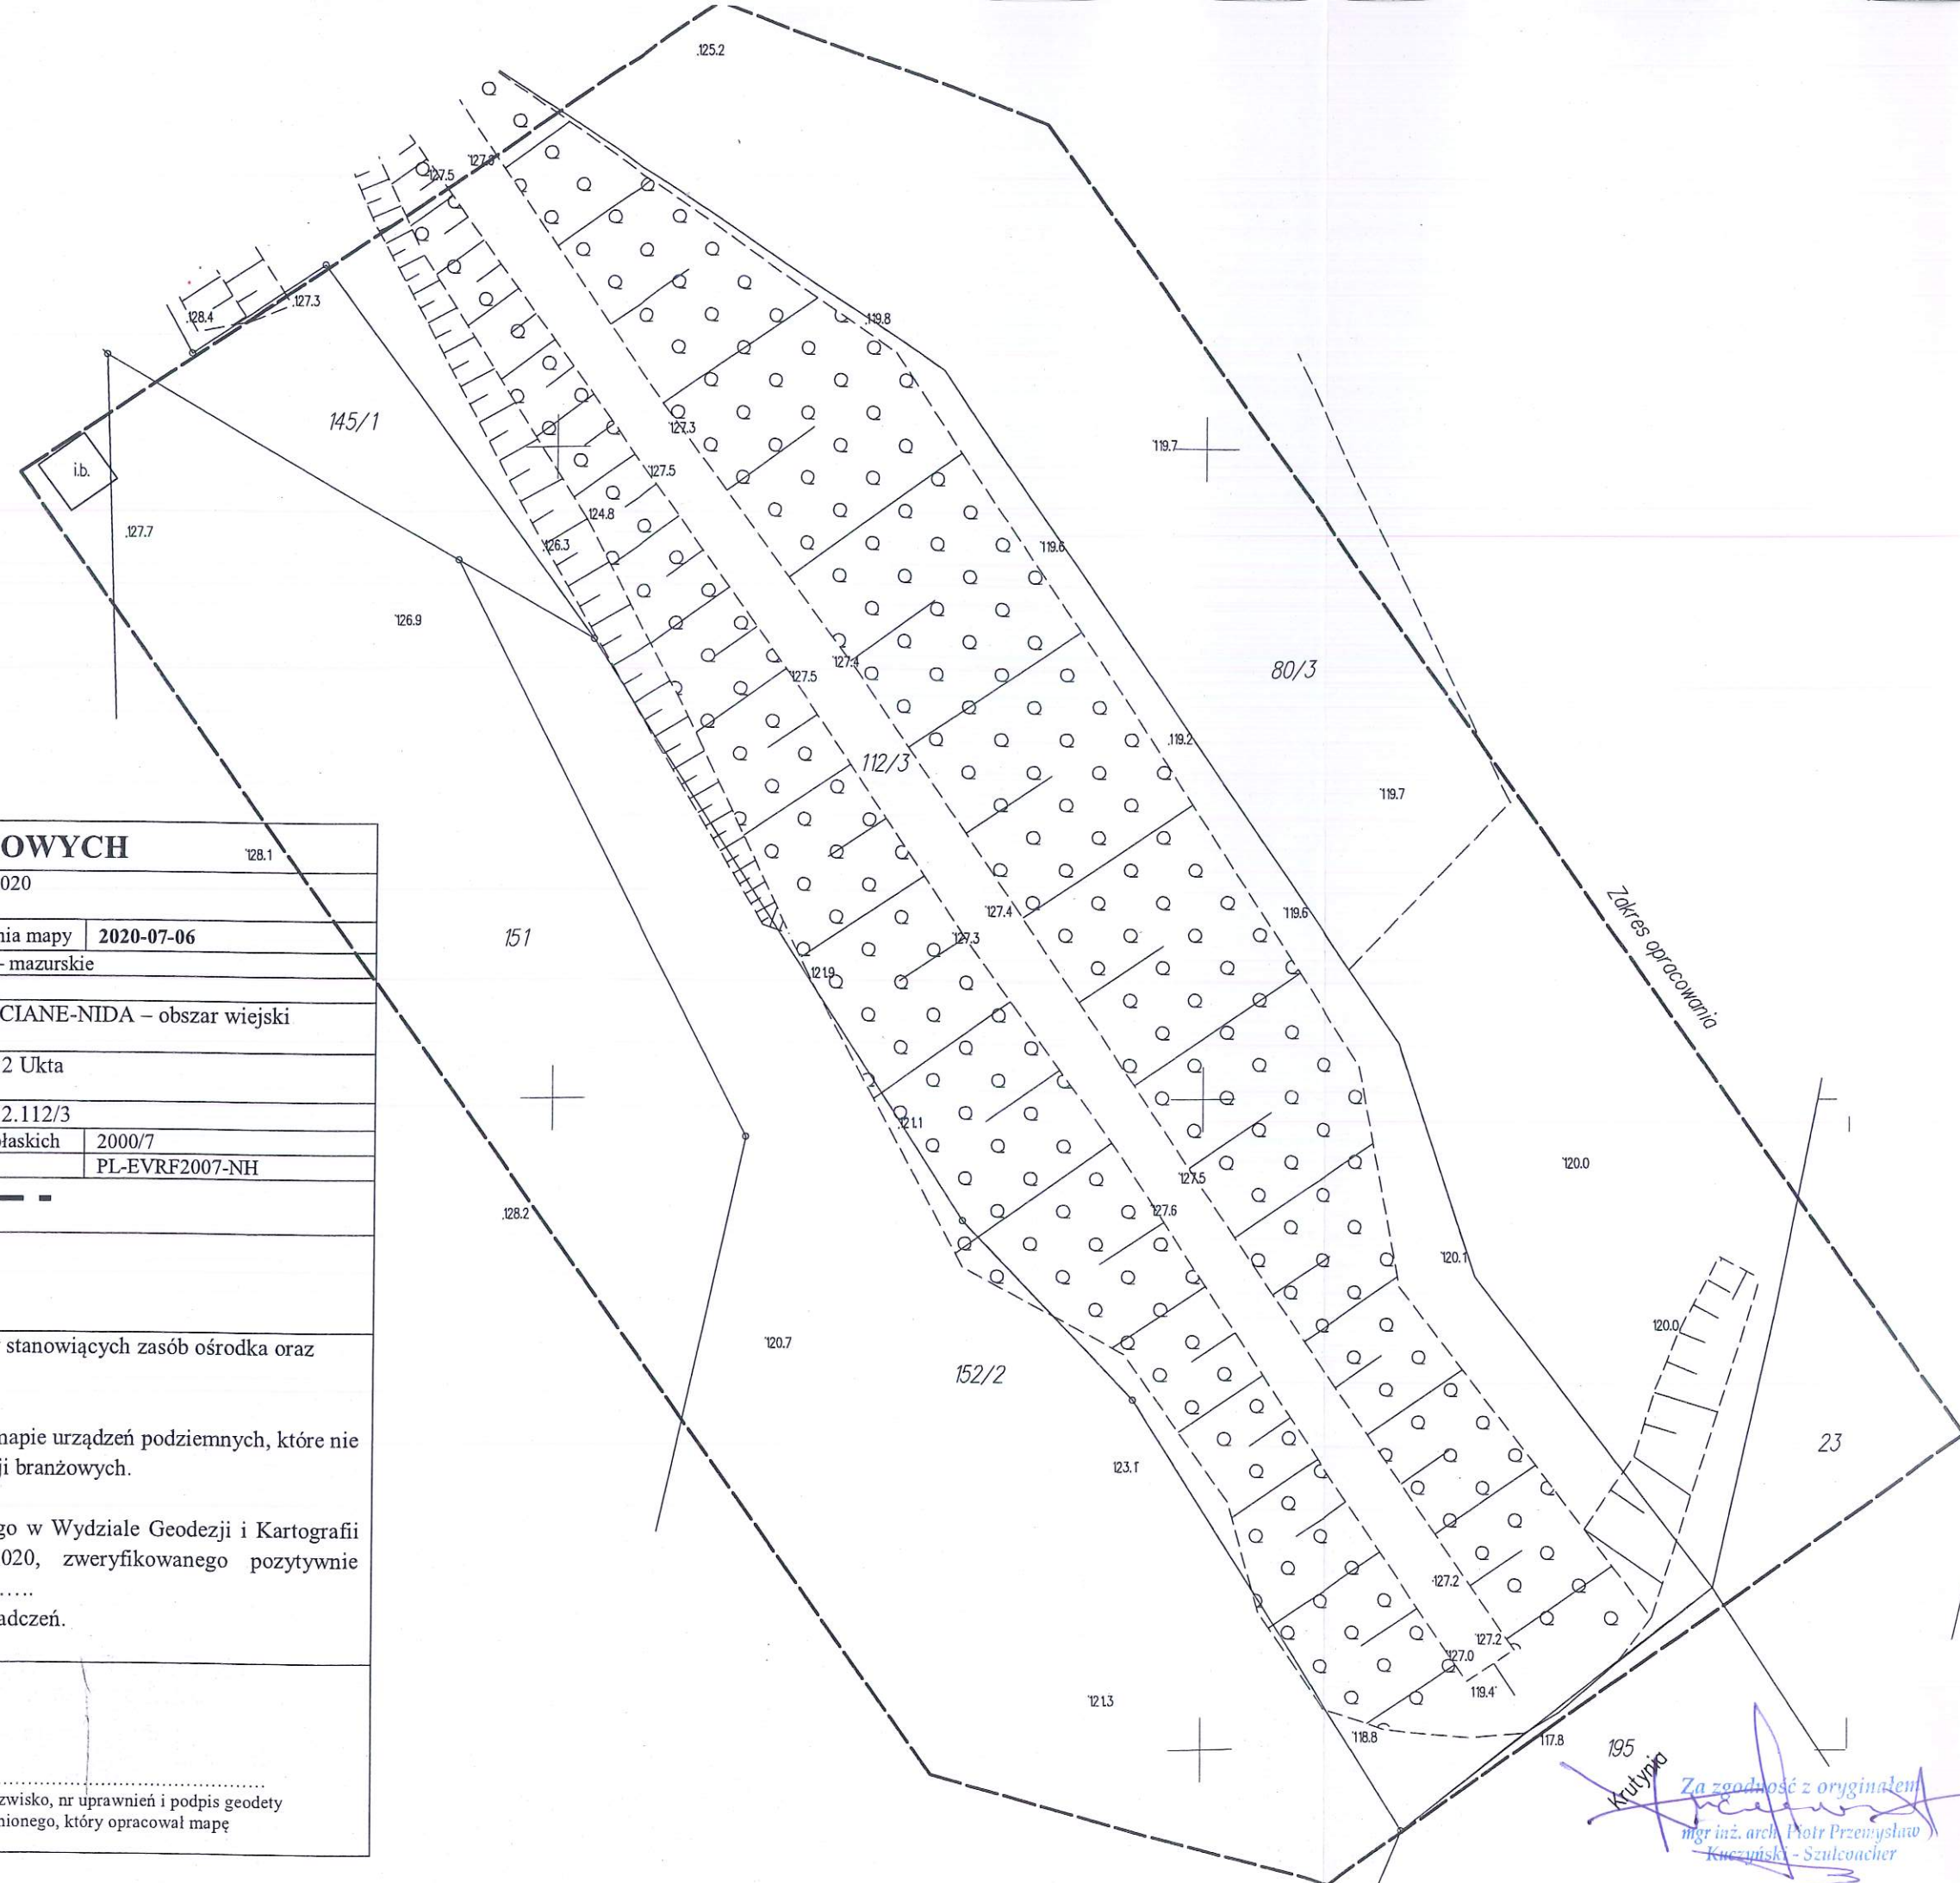 .125.2
127.3
127.5
.128.4
.127.3
.119.8
145/1
127.3
119.7
i.b.
127.5
124.8
.127.7
.126.3
119.6
126.9
127.4
80/3
127.5
.119.2
112/3
119.7
OWYCH
128.1
020
nia mapy 2020-07-06
- mazurskie
CIANE-NIDA – obszar wiejski
2 Ukta
2.112/3
płaskich 2000/7
PL-EVRF2007-NH
151
127.4
119.6
127.3
121.9
Zakres opracowania
121.1
120.0
127.5
.128.2
127.6
120.1
120.0
120.7
152/2
23
123.1
stanowiących zasób ośrodka oraz
mapie urządzeń podziemnych, które nie
ji branżowych.
go w Wydziale Geodezji i Kartografii
020, zweryfikowanego pozytywnie
.....
adczeń.
127.2
127.2
127.0
119.4
121.3
118.8
117.8
195
Krutynia
zwisko, nr uprawnień i podpis geodety
nionego, który opracował mapę
Za zgodność z oryginałem
mgr inż. arch. Piotr Przemysław
Kuczyński - Szulcbacher